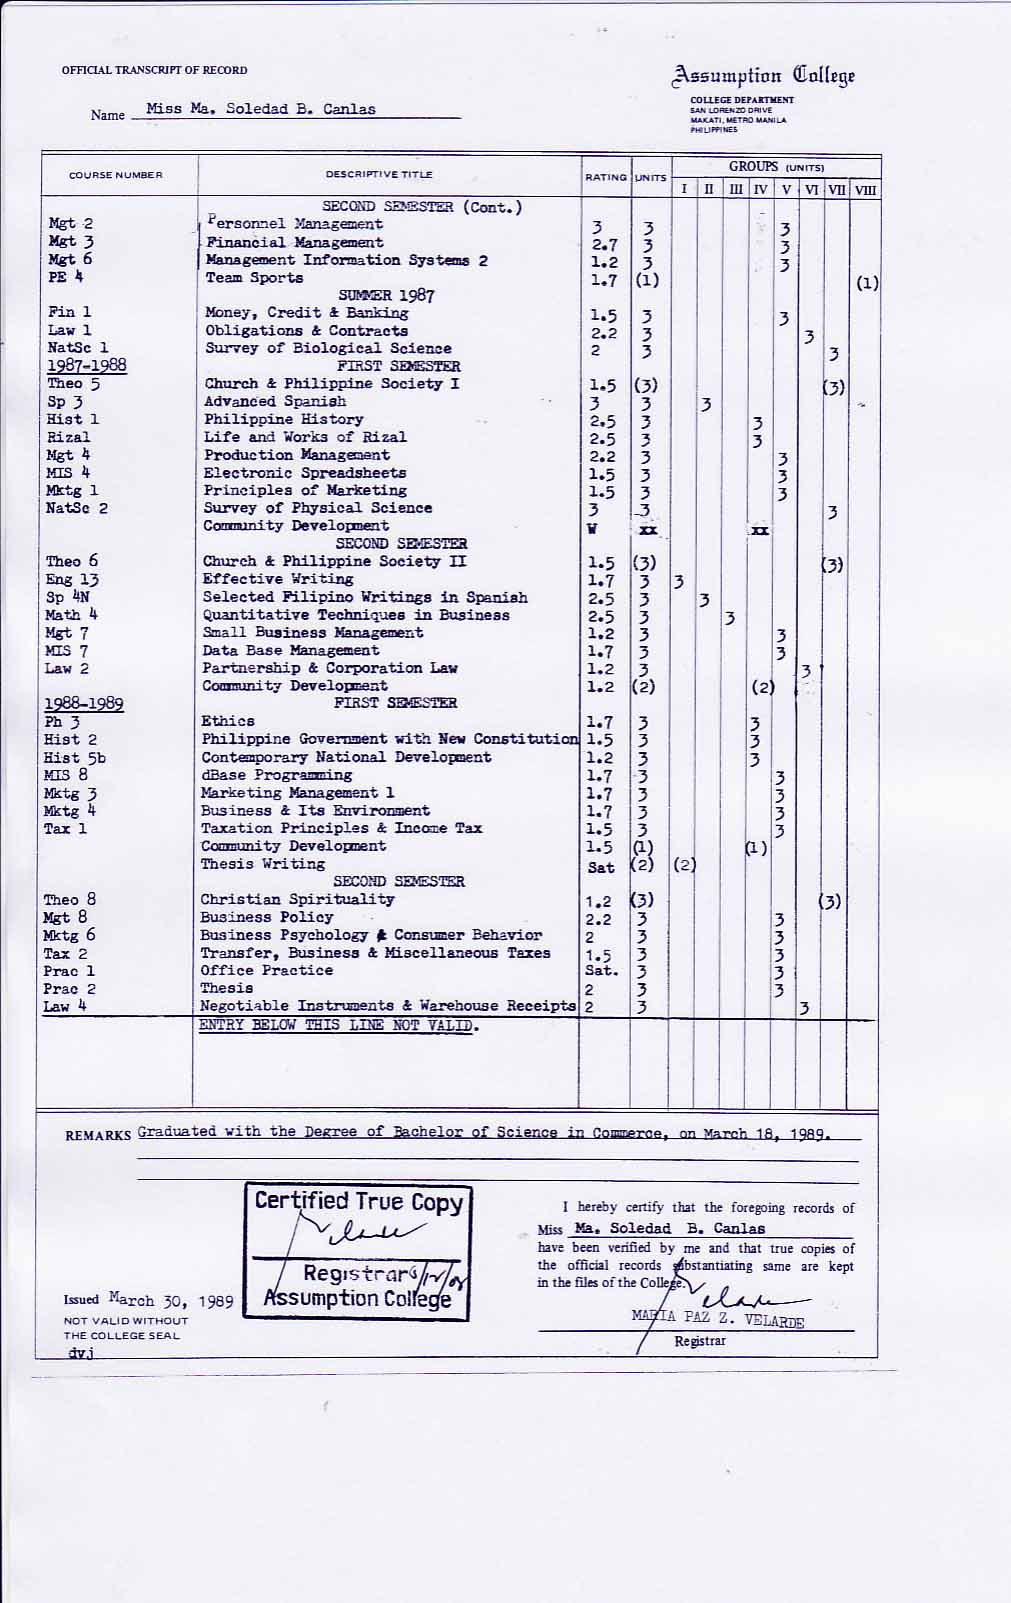 OFFICIAL TRANSCRIPT OF RECORD
Assumption College
COLLEGE DEPARTMENT
SAN LORENZO DRIVE
MAKATI, METRO MANILA
PHILIPPINES
Name Miss Ma. Soledad B. Canlas
COURSE NUMBER DESCRIPTIVE TITLE RATING UNITS GROUPS (UNITS)
I II III IV V VI VII VIII
SECOND SEMESTER (Cont.)
Mgt 2 Personnel Management 3 3 3
Mgt 3 Financial Management 2.7 3 3
Mgt 6 Management Information Systems 2 1.2 3 3
PE 4 Team Sports 1.7 (1) (1)
SUMMER 1987
Fin 1 Money, Credit & Banking 1.5 3 3
Law 1 Obligations & Contracts 2.2 3 3
NatSc 1 Survey of Biological Science 2 3 3
1987-1988 FIRST SEMESTER
Theo 5 Church & Philippine Society I 1.5 (3) (3)
Sp 3 Advanced Spanish 3 3 3
Hist 1 Philippine History 2.5 3 3
Rizal Life and Works of Rizal 2.5 3 3
Mgt 4 Production Management 2.2 3 3
MIS 4 Electronic Spreadsheets 1.5 3 3
Mktg 1 Principles of Marketing 1.5 3 3
NatSc 2 Survey of Physical Science 3 3 3
Community Development W xx xx
SECOND SEMESTER
Theo 6 Church & Philippine Society II 1.5 (3) (3)
Eng 13 Effective Writing 1.7 3 3
Sp 4N Selected Filipino Writings in Spanish 2.5 3 3
Math 4 Quantitative Techniques in Business 2.5 3 3
Mgt 7 Small Business Management 1.2 3 3
MIS 7 Data Base Management 1.7 3 3
Law 2 Partnership & Corporation Law 1.2 3 3
Community Development 1.2 (2) (2)
1988-1989 FIRST SEMESTER
Ph 3 Ethics 1.7 3 3
Hist 2 Philippine Government with New Constitution 1.5 3 3
Hist 5b Contemporary National Development 1.2 3 3
MIS 8 dBase Programming 1.7 3 3
Mktg 3 Marketing Management 1 1.7 3 3
Mktg 4 Business & Its Environment 1.7 3 3
Tax 1 Taxation Principles & Income Tax 1.5 3 3
Community Development 1.5 (1) (1)
Thesis Writing Sat (2) (2)
SECOND SEMESTER
Theo 8 Christian Spirituality 1.2 (3) (3)
Mgt 8 Business Policy 2.2 3 3
Mktg 6 Business Psychology & Consumer Behavior 2 3 3
Tax 2 Transfer, Business & Miscellaneous Taxes 1.5 3 3
Prac 1 Office Practice Sat. 3 3
Prac 2 Thesis 2 3 3
Law 4 Negotiable Instruments & Warehouse Receipts 2 3 3
ENTRY BELOW THIS LINE NOT VALID.
REMARKS Graduated with the Degree of Bachelor of Science in Commerce, on March 18, 1989.
Certified True Copy
Velarde
Registrar
Assumption College
I hereby certify that the foregoing records of
Miss Ma. Soledad B. Canlas
have been verified by me and that true copies of
the official records substantiating same are kept
in the files of the College.
Velarde
MARIA PAZ Z. VELARDE
Registrar
Issued March 30, 1989
NOT VALID WITHOUT
THE COLLEGE SEAL
dvj